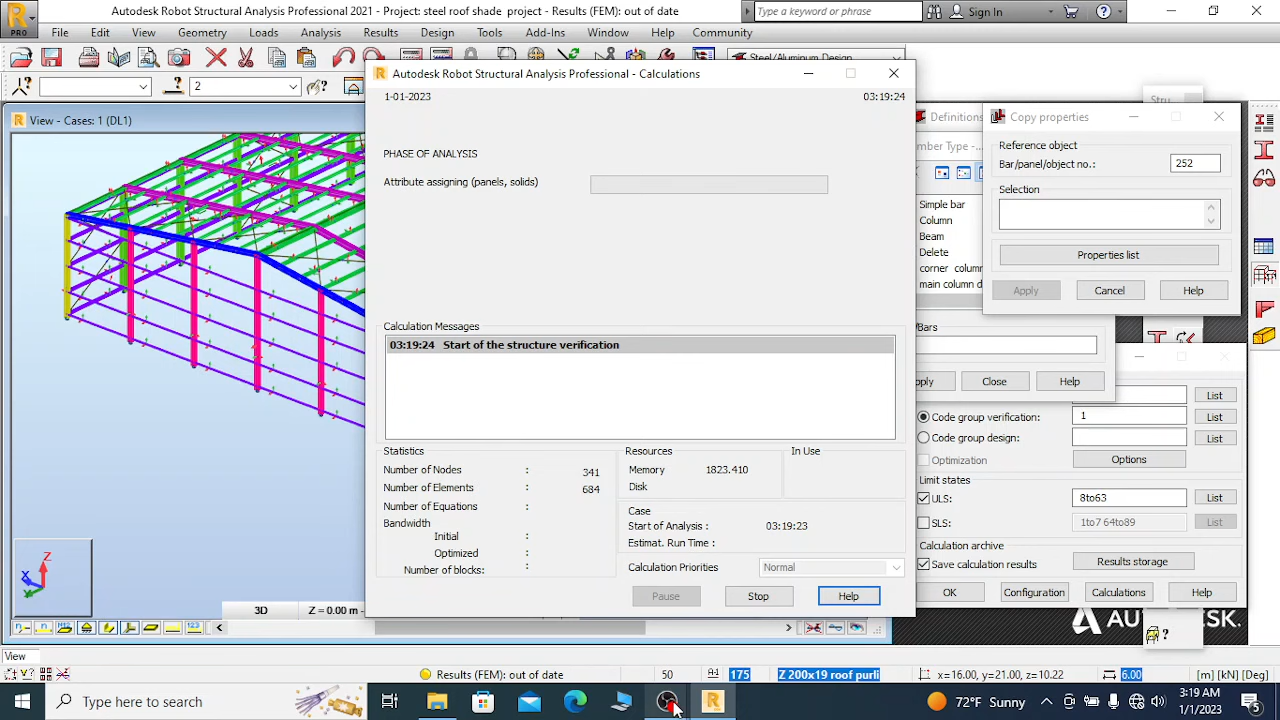 Autodesk Robot Structural Analysis Professional 2021 - Project: steel roof shade project - Results (FEM): out of date
Type a keyword or phrase
Sign In
PRO
File Edit View Geometry Loads Analysis Results Design Tools Add-Ins Window Help Community
Steel/Aluminum Design
2
View - Cases: 1 (DL1)
Autodesk Robot Structural Analysis Professional - Calculations
1-01-2023 03:19:24
PHASE OF ANALYSIS
Attribute assigning (panels, solids)
Calculation Messages
03:19:24 Start of the structure verification
Statistics
Number of Nodes : 341
Number of Elements : 684
Number of Equations :
Bandwidth
Initial :
Optimized :
Number of blocks: :
Resources
Memory 1823.410
Disk
In Use
Case
Start of Analysis : 03:19:23
Estimat. Run Time :
Calculation Priorities Normal
Pause Stop Help
Definitions
Stru
mber Type -
Simple bar
Column
Beam
Delete
corner column
main column d
/Bars
pply Close Help
Copy properties
Reference object
Bar/panel/object no.: 252
Selection
Properties list
Apply Cancel Help
List
Code group verification: 1 List
Code group design: List
Optimization Options
Limit states
ULS: 8to63 List
SLS: 1to7 64to89 List
Calculation archive
Save calculation results Results storage
OK Configuration Calculations Help
AUTODESK.
Z
X
3D Z = 0.00 m -
View
Results (FEM): out of date 50 175 Z 200x19 roof purli x=16.00, y=21.00, z=10.22 6.00 [m] [kN] [Deg]
Type here to search
72°F Sunny
3:19 AM
1/1/2023
5